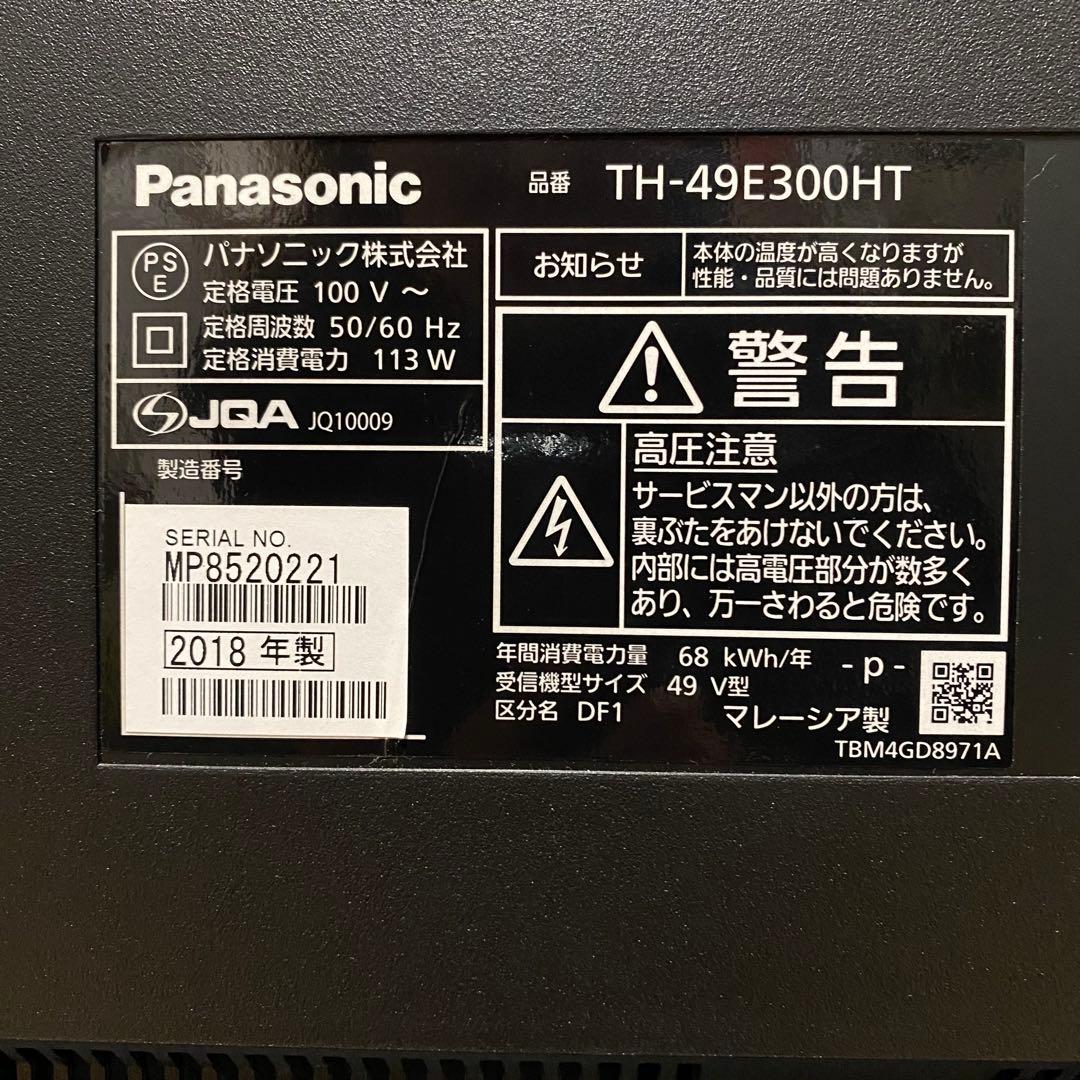 Panasonic
品番 TH-49E300HT
PS
E
パナソニック株式会社
定格電圧 100 V ～
定格周波数 50/60 Hz
定格消費電力 113 W
JQA JQ10009
製造番号
SERIAL NO.
MP8520221
2018 年製
お知らせ
本体の温度が高くなりますが
性能・品質には問題ありません。
警告
高圧注意
サービスマン以外の方は、
裏ぶたをあけないでください。
内部には高電圧部分が数多く
あり、万一さわると危険です。
年間消費電力量 68 kWh/年
受信機型サイズ 49 V型
区分名 DF1
- p -
マレーシア製
TBM4GD8971A